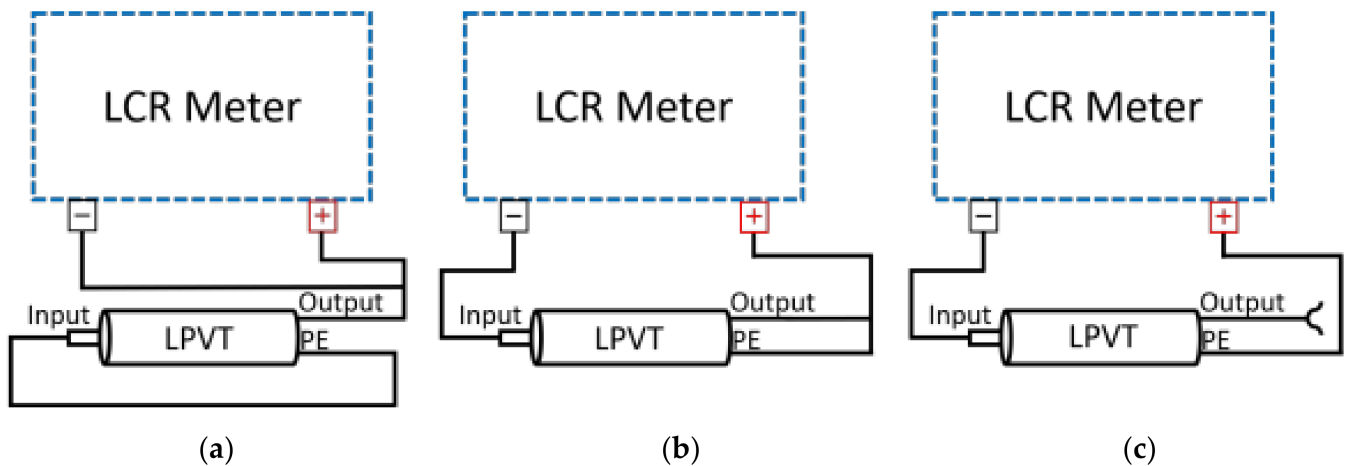 LCR Meter LCR Meter LCR Meter
− + − + − +
Input Output Input Output Input Output
LPVT PE LPVT PE LPVT PE
(a) (b) (c)